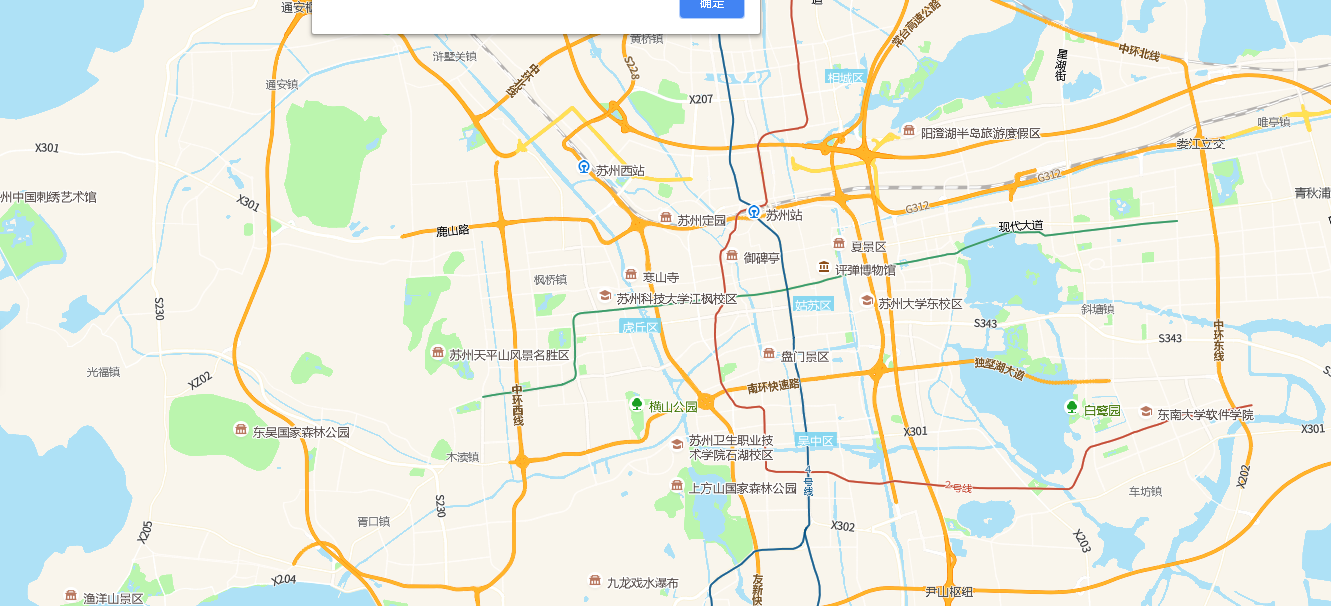 确定
通安
黄桥镇
常台高速公路
浒墅关镇
中环北线
S228
星湖街
中环北线
相城区
通安镇
X207
阳澄湖半岛旅游度假区
唯亭镇
娄江立交
X301
苏州西站
G312
州中国刺绣艺术馆
X301
青秋浦
苏州定园
苏州站
G312
鹿山路
现代大道
夏景区
御碑亭
评弹博物馆
寒山寺
枫桥镇
苏州科技大学江枫校区
姑苏区
苏州大学东校区
S230
虎丘区
斜塘镇
S343
S343
中环东线
苏州天平山风景名胜区
盘门景区
独墅湖大道
光福镇
XZ02
南环快速路
中环西线
横山公园
白鹭园
东南大学软件学院
东吴国家森林公园
X301
X301
吴中区
苏州卫生职业技
术学院石湖校区
木渎镇
4号线
X202
上方山国家森林公园
2号线
车坊镇
S230
胥口镇
X205
X302
X203
X204
九龙戏水瀑布
友新快
尹山枢纽
渔洋山景区